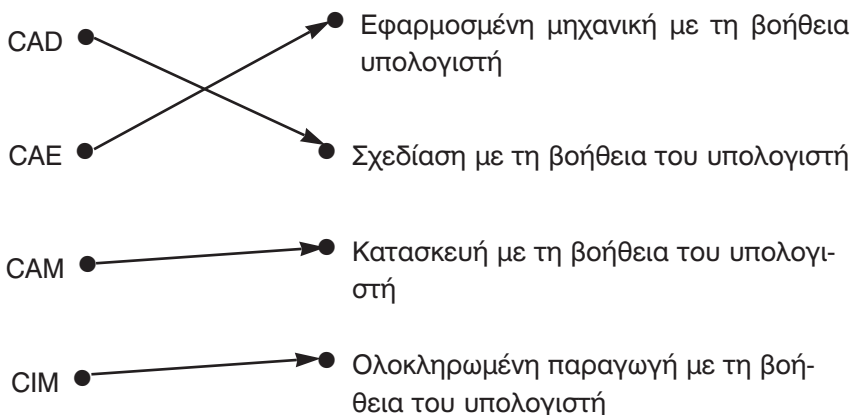 CAD
Εφαρμοσμένη μηχανική με τη βοήθεια
υπολογιστή
CAE
Σχεδίαση με τη βοήθεια του υπολογιστή
CAM
Κατασκευή με τη βοήθεια του υπολογι-
στή
CIM
Ολοκληρωμένη παραγωγή με τη βοή-
θεια του υπολογιστή